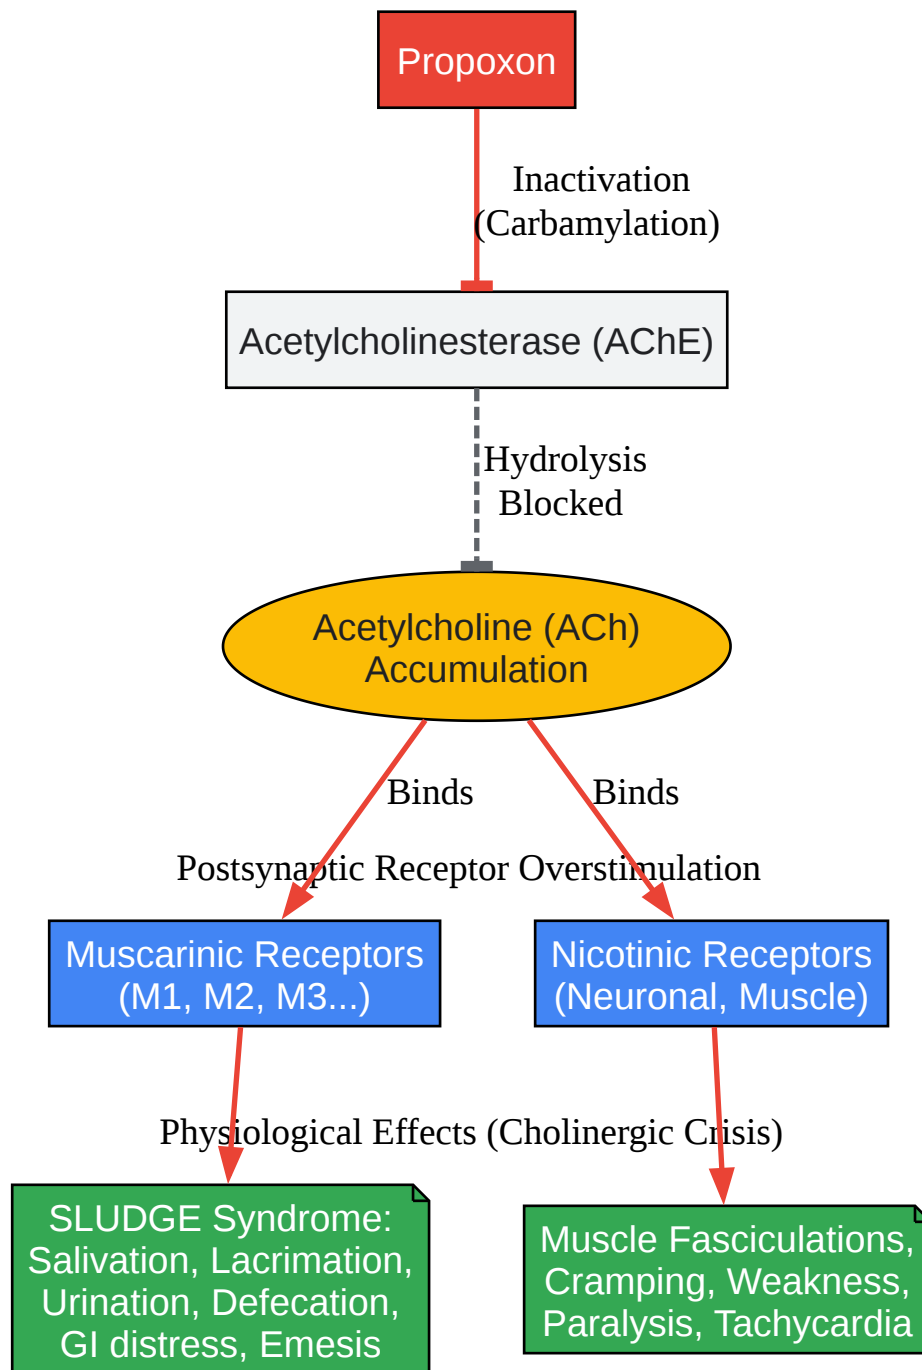 Propoxon
Inactivation
(Carbamylation)
Acetylcholinesterase (AChE)
Hydrolysis
Blocked
Acetylcholine (ACh)
Accumulation
Binds
Binds
Postsynaptic Receptor Overstimulation
Muscarinic Receptors
(M1, M2, M3...)
Nicotinic Receptors
(Neuronal, Muscle)
Physiological Effects (Cholinergic Crisis)
SLUDGE Syndrome:
Salivation, Lacrimation,
Urination, Defecation,
GI distress, Emesis
Muscle Fasciculations,
Cramping, Weakness,
Paralysis, Tachycardia